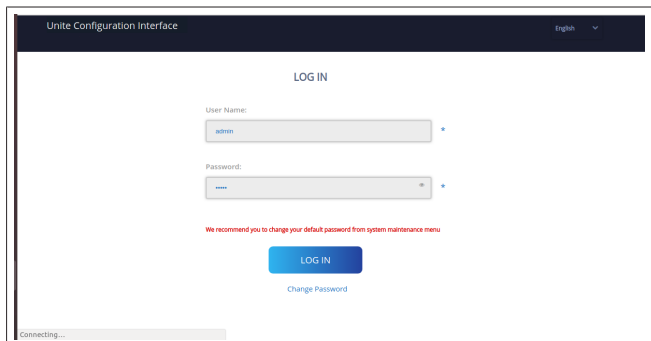 Unite Configuration Interface
English
LOG IN
User Name:
admin
*
Password:
•••••
*
We recommend you to change your default password from system maintenance menu
LOG IN
Change Password
Connecting...